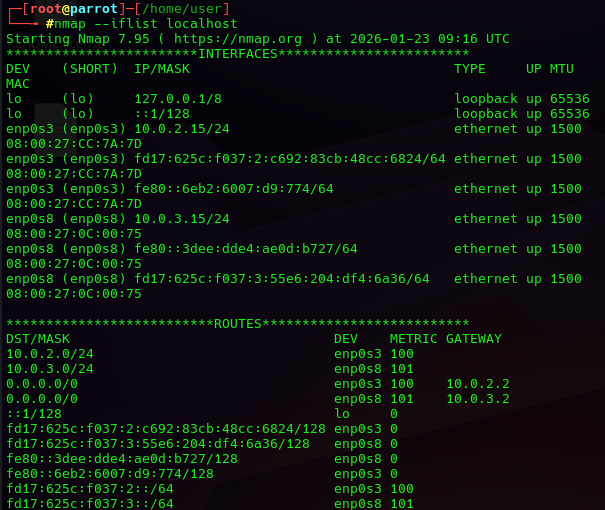 ┌─[root@parrot]─[/home/user]
└──╼ #nmap --iflist localhost
Starting Nmap 7.95 ( https://nmap.org ) at 2026-01-23 09:16 UTC
************************INTERFACES************************
DEV    (SHORT)  IP/MASK                                 TYPE     UP MTU
MAC
lo     (lo)     127.0.0.1/8                             loopback up 65536
lo     (lo)     ::1/128                                 loopback up 65536
enp0s3 (enp0s3) 10.0.2.15/24                            ethernet up 1500
08:00:27:CC:7A:7D
enp0s3 (enp0s3) fd17:625c:f037:2:c692:83cb:48cc:6824/64 ethernet up 1500
08:00:27:CC:7A:7D
enp0s3 (enp0s3) fe80::6eb2:6007:d9:774/64               ethernet up 1500
08:00:27:CC:7A:7D
enp0s8 (enp0s8) 10.0.3.15/24                            ethernet up 1500
08:00:27:0C:00:75
enp0s8 (enp0s8) fe80::3dee:dde4:ae0d:b727/64            ethernet up 1500
08:00:27:0C:00:75
enp0s8 (enp0s8) fd17:625c:f037:3:55e6:204:df4:6a36/64   ethernet up 1500
08:00:27:0C:00:75
**************************ROUTES**************************
DST/MASK                                 DEV    METRIC GATEWAY
10.0.2.0/24                              enp0s3 100
10.0.3.0/24                              enp0s8 101
0.0.0.0/0                                enp0s3 100    10.0.2.2
0.0.0.0/0                                enp0s8 101    10.0.3.2
::1/128                                  lo     0
fd17:625c:f037:2:c692:83cb:48cc:6824/128 enp0s3 0
fd17:625c:f037:3:55e6:204:df4:6a36/128   enp0s8 0
fe80::3dee:dde4:ae0d:b727/128            enp0s8 0
fe80::6eb2:6007:d9:774/128               enp0s3 0
fd17:625c:f037:2::/64                    enp0s3 100
fd17:625c:f037:3::/64                    enp0s8 101